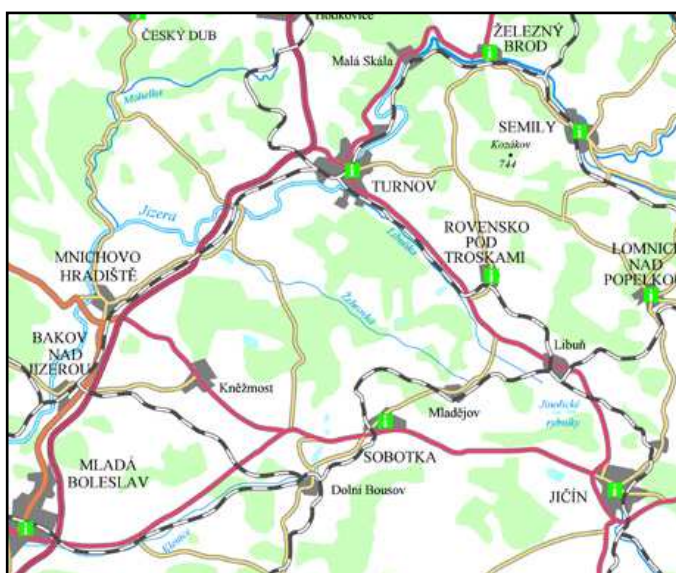 Hodkovice
ČESKÝ DUB
ŽELEZNÝ
BROD
Malá Skála
Mohelka
SEMILY
Kozákov
744
TURNOV
Jizera
ROVENSKO
POD
TROSKAMI
Libuňka
MNICHOVO
HRADIŠTĚ
LOMNICE
NAD
POPELKOU
Žehrovka
BAKOV
NAD
JIZEROU
Libuň
Kněžmost
Mladějov
Jinolické
rybníky
SOBOTKA
MLADÁ
BOLESLAV
Dolní Bousov
JIČÍN
Klenice